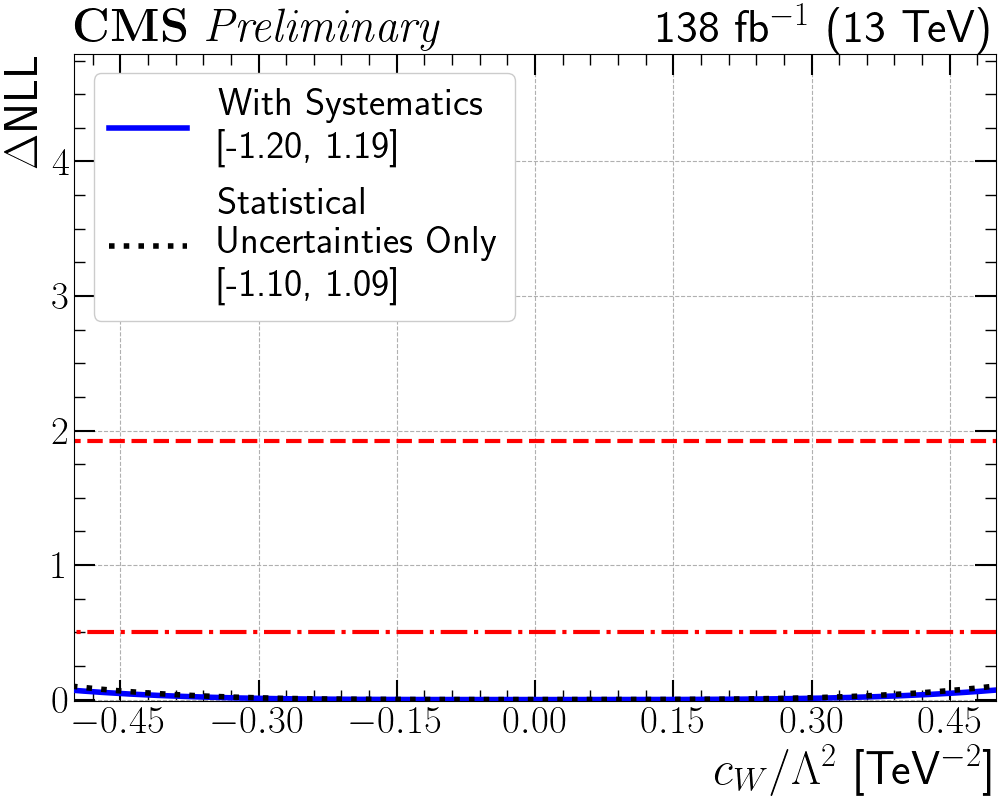 CMS Preliminary
138 fb⁻¹ (13 TeV)
ΔNLL
With Systematics
[-1.20, 1.19]
Statistical
Uncertainties Only
[-1.10, 1.09]
4
3
2
1
0
−0.45 −0.30 −0.15 0.00 0.15 0.30 0.45
c_W/Λ² [TeV⁻²]